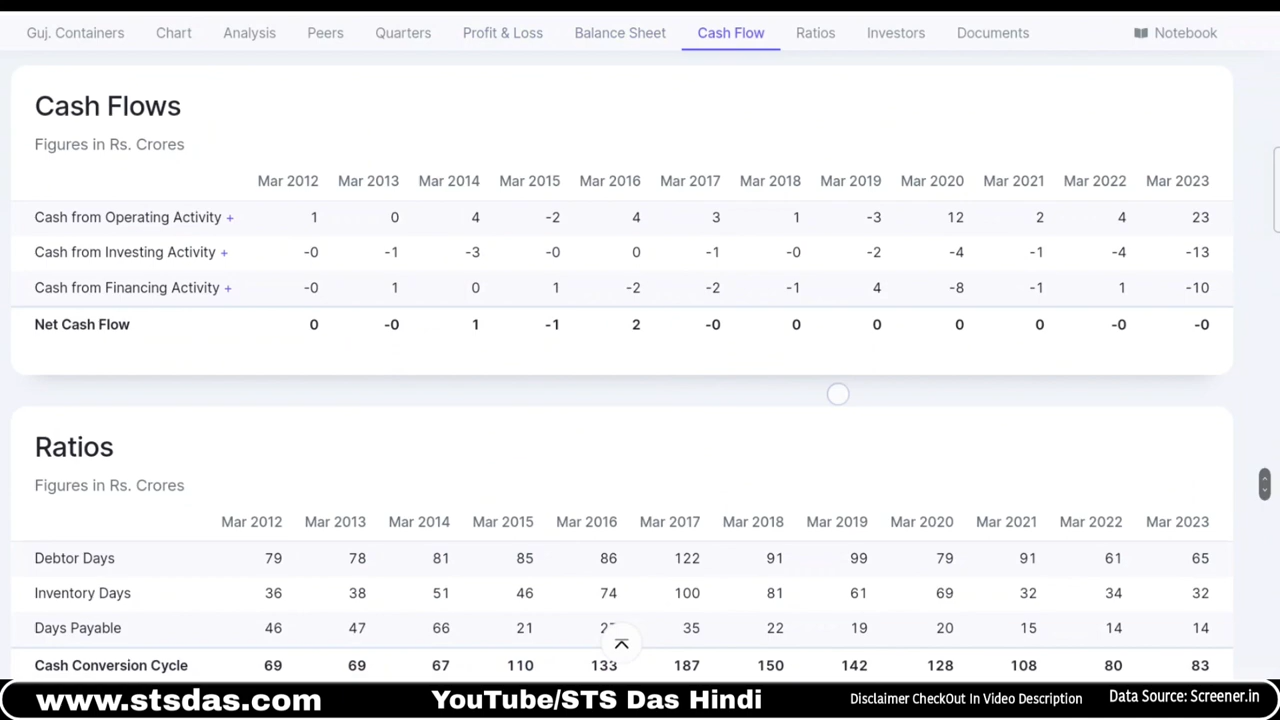 Guj. Containers Chart Analysis Peers Quarters Profit & Loss Balance Sheet Cash Flow Ratios Investors Documents Notebook
Cash Flows
Figures in Rs. Crores
Mar 2012 Mar 2013 Mar 2014 Mar 2015 Mar 2016 Mar 2017 Mar 2018 Mar 2019 Mar 2020 Mar 2021 Mar 2022 Mar 2023
Cash from Operating Activity + 1 0 4 -2 4 3 1 -3 12 2 4 23
Cash from Investing Activity + -0 -1 -3 -0 0 -1 -0 -2 -4 -1 -4 -13
Cash from Financing Activity + -0 1 0 1 -2 -2 -1 4 -8 -1 1 -10
Net Cash Flow 0 -0 1 -1 2 -0 0 0 0 0 -0 -0
Ratios
Figures in Rs. Crores
Mar 2012 Mar 2013 Mar 2014 Mar 2015 Mar 2016 Mar 2017 Mar 2018 Mar 2019 Mar 2020 Mar 2021 Mar 2022 Mar 2023
Debtor Days 79 78 81 85 86 122 91 99 79 91 61 65
Inventory Days 36 38 51 46 74 100 81 61 69 32 34 32
Days Payable 46 47 66 21 35 22 19 20 15 14 14
Cash Conversion Cycle 69 69 67 110 133 187 150 142 128 108 80 83
www.stsdas.com YouTube/STS Das Hindi Disclaimer CheckOut In Video Description Data Source: Screener.in